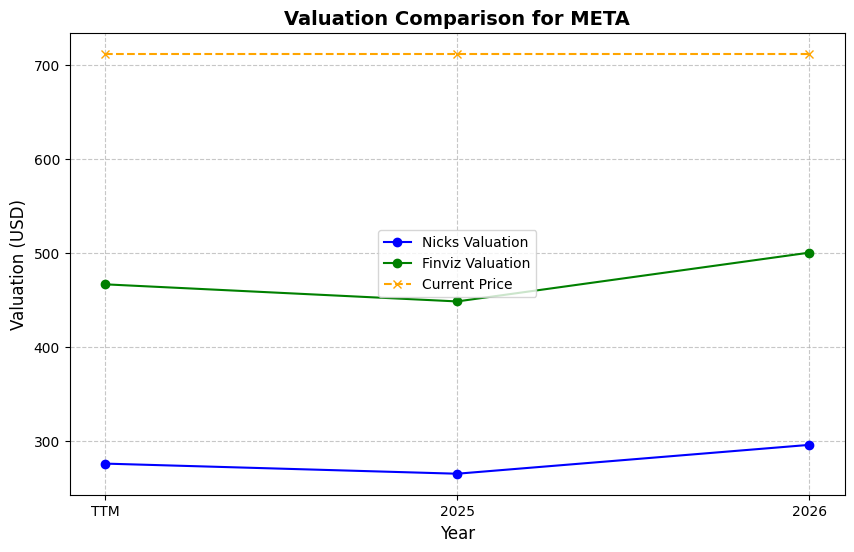 Valuation Comparison for META
Valuation (USD)
700
600
500
400
300
Nicks Valuation
Finviz Valuation
Current Price
TTM
2025
2026
Year